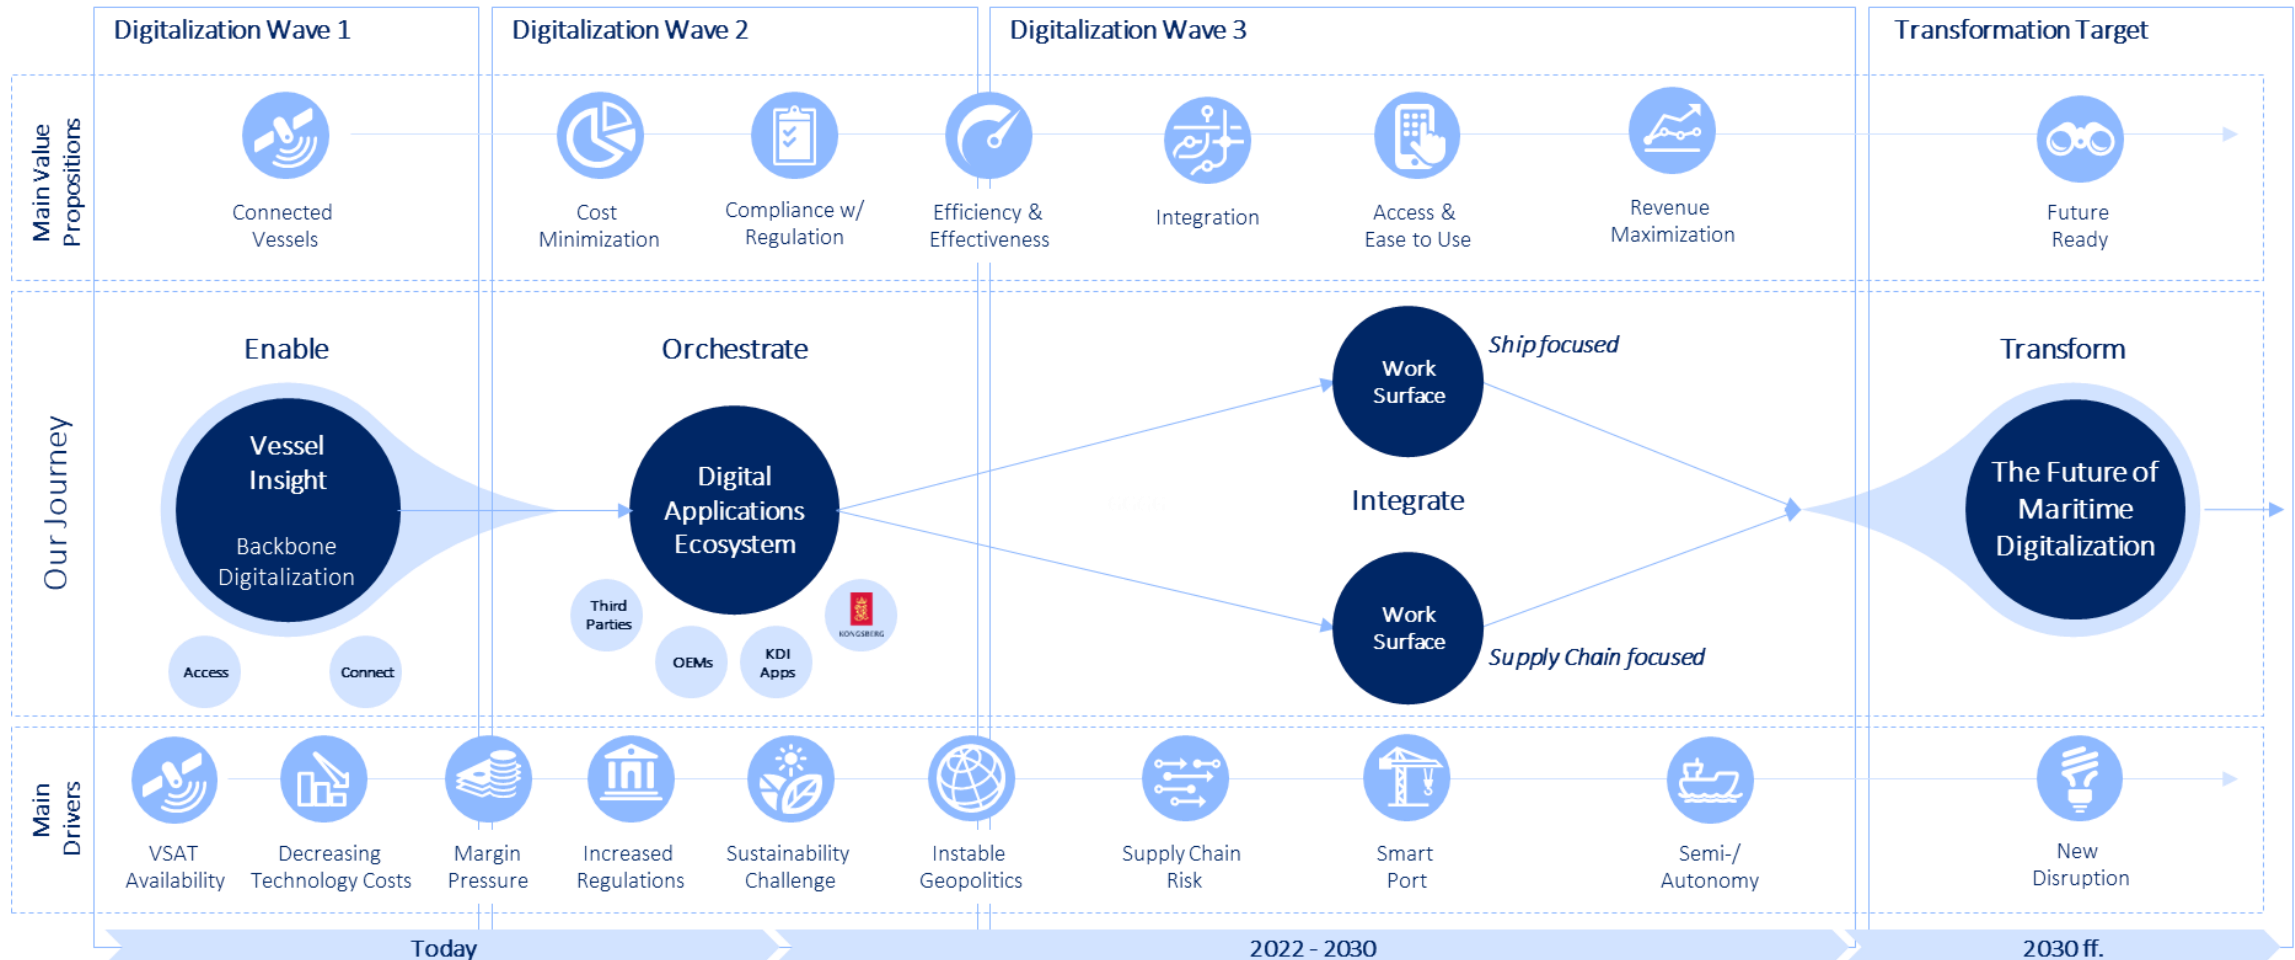 Digitalization Wave 1
Digitalization Wave 2
Digitalization Wave 3
Transformation Target
Main Value
Propositions
Connected
Vessels
Cost
Minimization
Compliance w/
Regulation
Efficiency &
Effectiveness
Integration
Access &
Ease to Use
Revenue
Maximization
Future
Ready
Our Journey
Enable
Vessel
Insight
Backbone
Digitalization
Access
Connect
Orchestrate
Digital
Applications
Ecosystem
Third
Parties
OEMs
KDI
Apps
KONGSBERG
Work
Surface
Ship focused
Integrate
Work
Surface
Supply Chain focused
Transform
The Future of
Maritime
Digitalization
Main
Drivers
VSAT
Availability
Decreasing
Technology Costs
Margin
Pressure
Increased
Regulations
Sustainability
Challenge
Instable
Geopolitics
Supply Chain
Risk
Smart
Port
Semi-/
Autonomy
New
Disruption
Today
2022 - 2030
2030 ff.